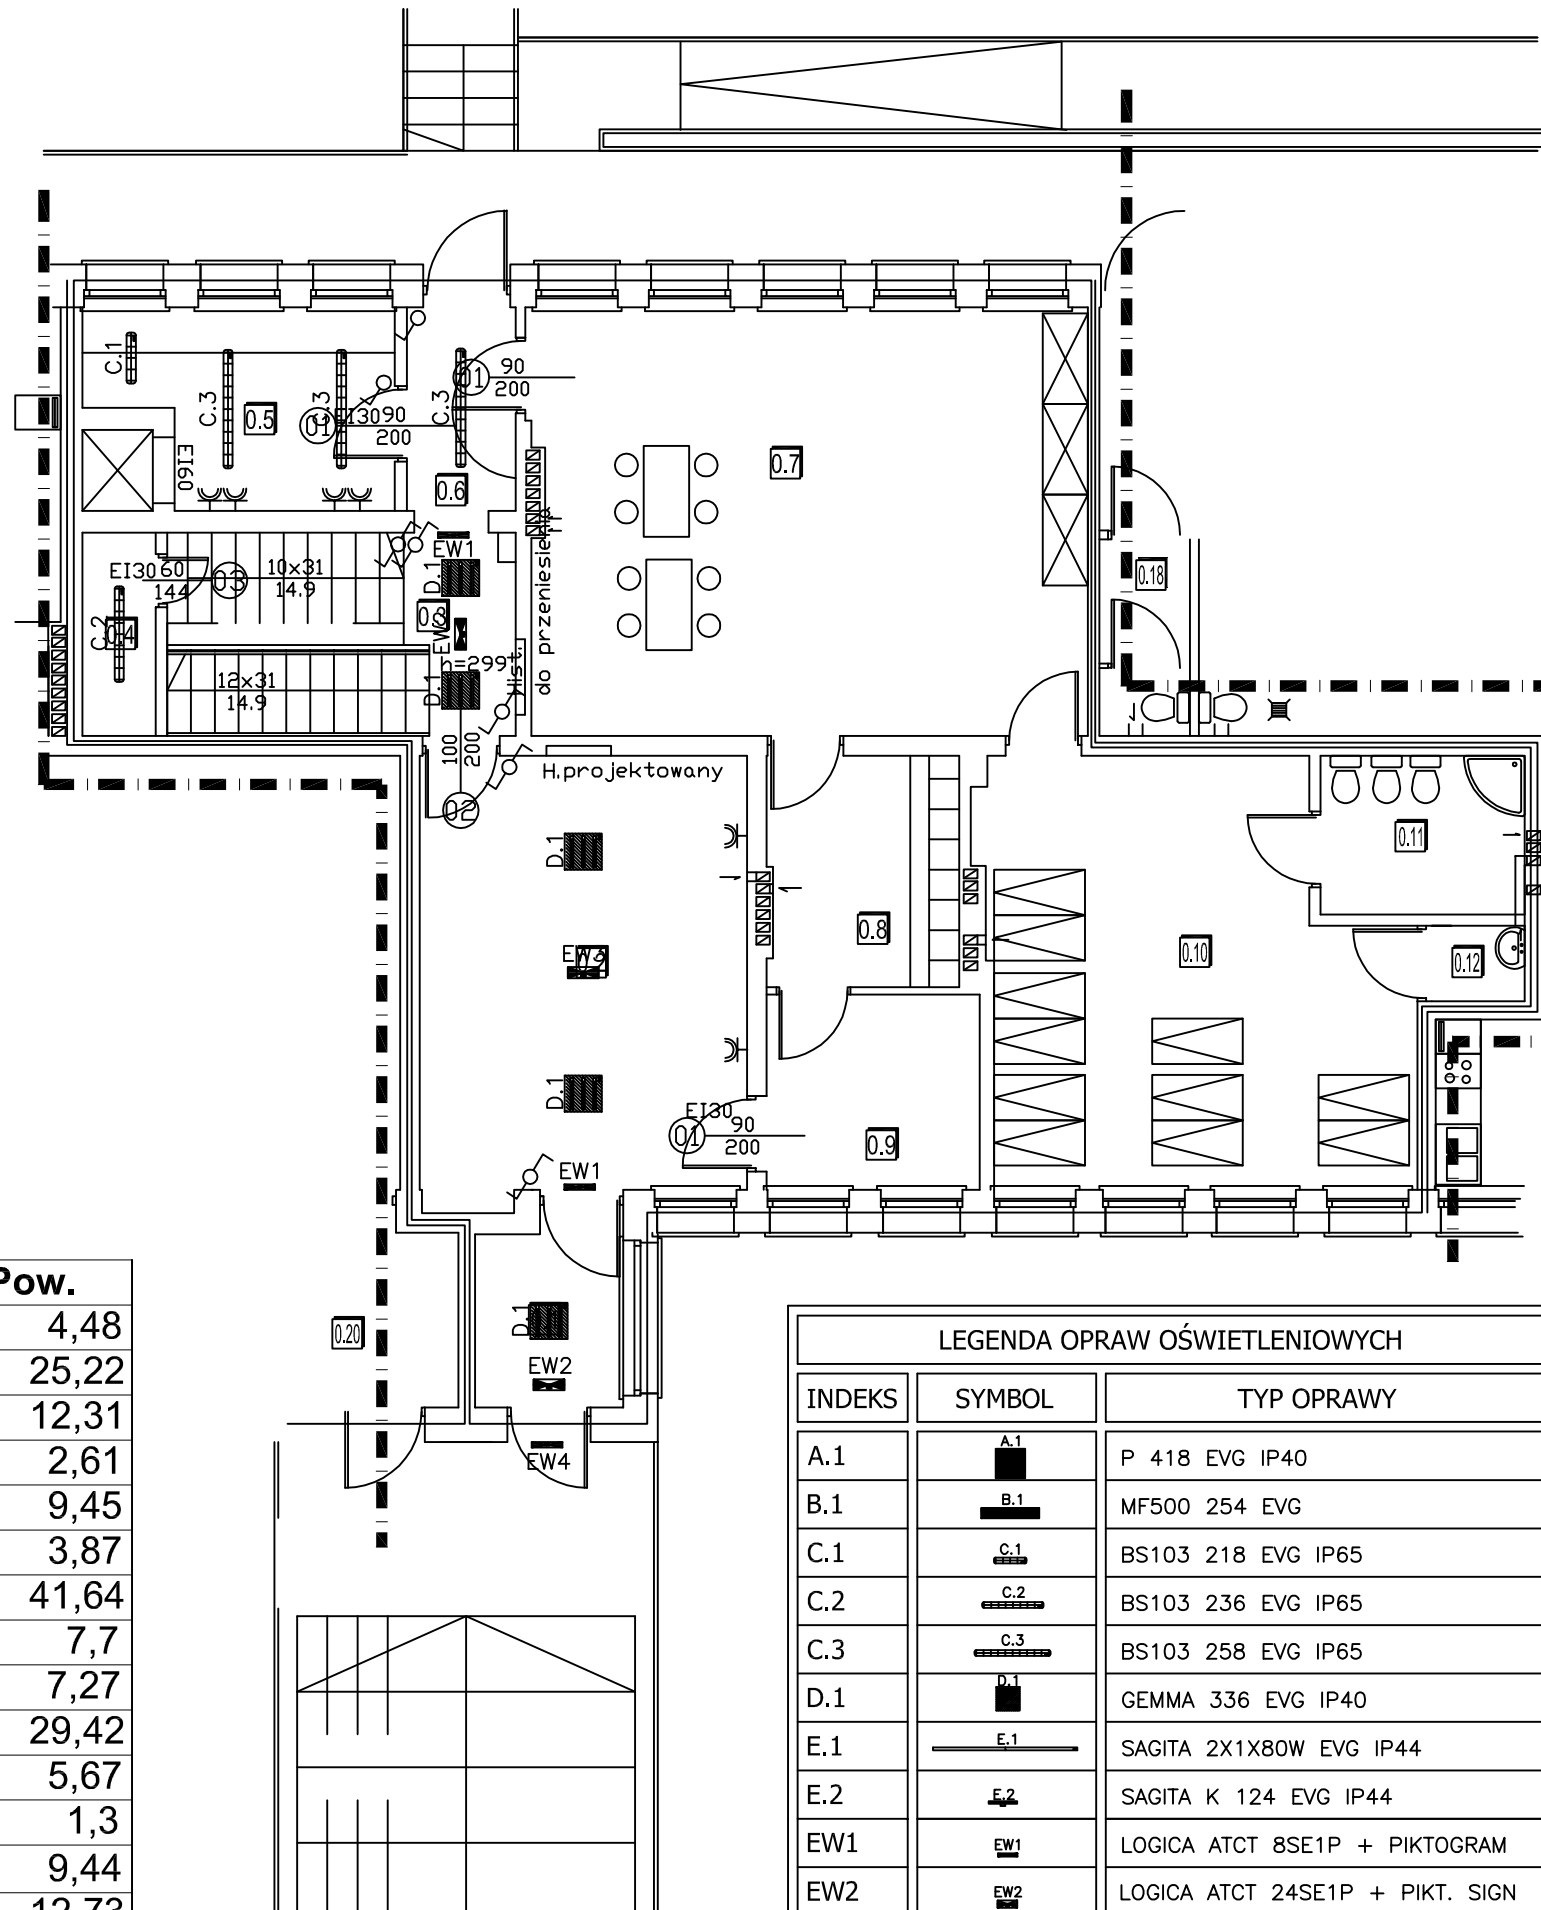 C.1
C.3
C.3
C.3
0.5
01
EI30
90
200
01
90
200
EI60
0.6
0.7
EW1
D.1
EI30
60
144
03
10x31
14.9
0.3
C.2
0.4
h=299
12x31
14.9
D.1
do przeniesienia
0.18
100
200
02
H.projektowany
D.1
0.11
0.8
0.10
0.12
EW3
D.1
EI30
01
90
200
0.9
EW1
0.20
D.1
EW2
EW4
Pow.
4,48
25,22
12,31
2,61
9,45
3,87
41,64
7,7
7,27
29,42
5,67
1,3
9,44
12,73
LEGENDA OPRAW OŚWIETLENIOWYCH
INDEKS SYMBOL TYP OPRAWY
A.1 A.1 P 418 EVG IP40
B.1 B.1 MF500 254 EVG
C.1 C.1 BS103 218 EVG IP65
C.2 C.2 BS103 236 EVG IP65
C.3 C.3 BS103 258 EVG IP65
D.1 D.1 GEMMA 336 EVG IP40
E.1 E.1 SAGITA 2X1X80W EVG IP44
E.2 E.2 SAGITA K 124 EVG IP44
EW1 EW1 LOGICA ATCT 8SE1P + PIKTOGRAM
EW2 EW2 LOGICA ATCT 24SE1P + PIKT. SIGN